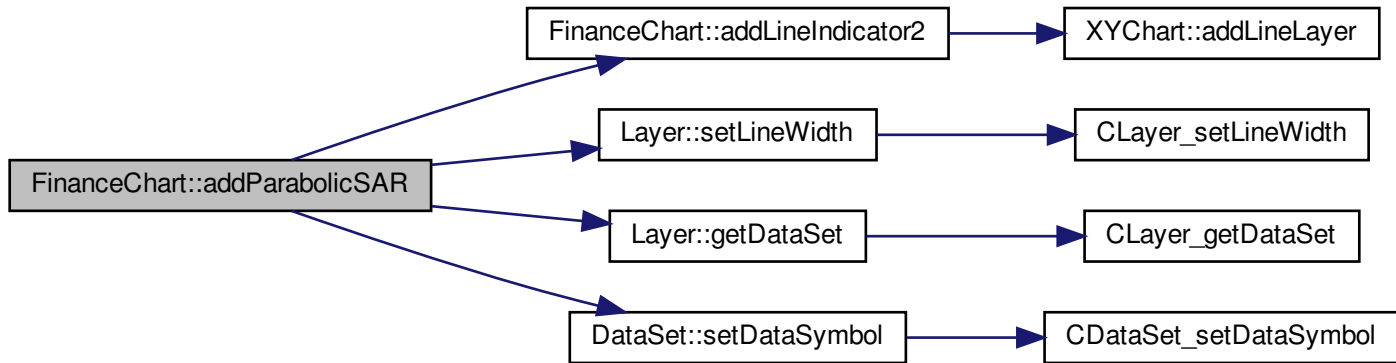 FinanceChart::addLineIndicator2
XYChart::addLineLayer
Layer::setLineWidth
CLayer_setLineWidth
FinanceChart::addParabolicSAR
Layer::getDataSet
CLayer_getDataSet
DataSet::setDataSymbol
CDataSet_setDataSymbol